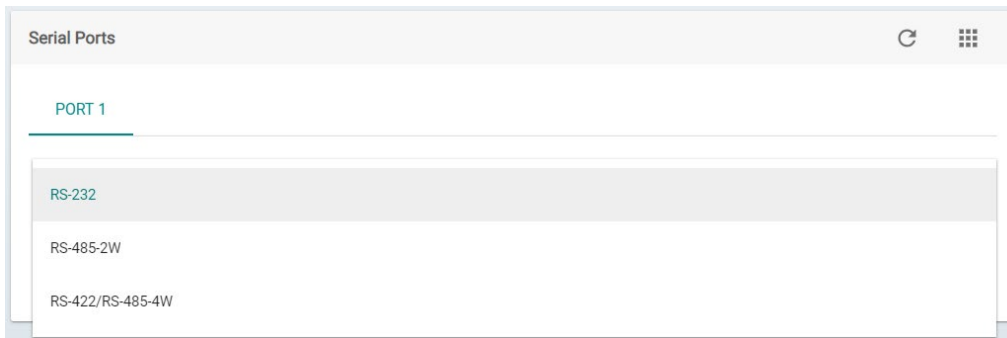 Serial Ports
PORT 1
RS-232
RS-485-2W
RS-422/RS-485-4W